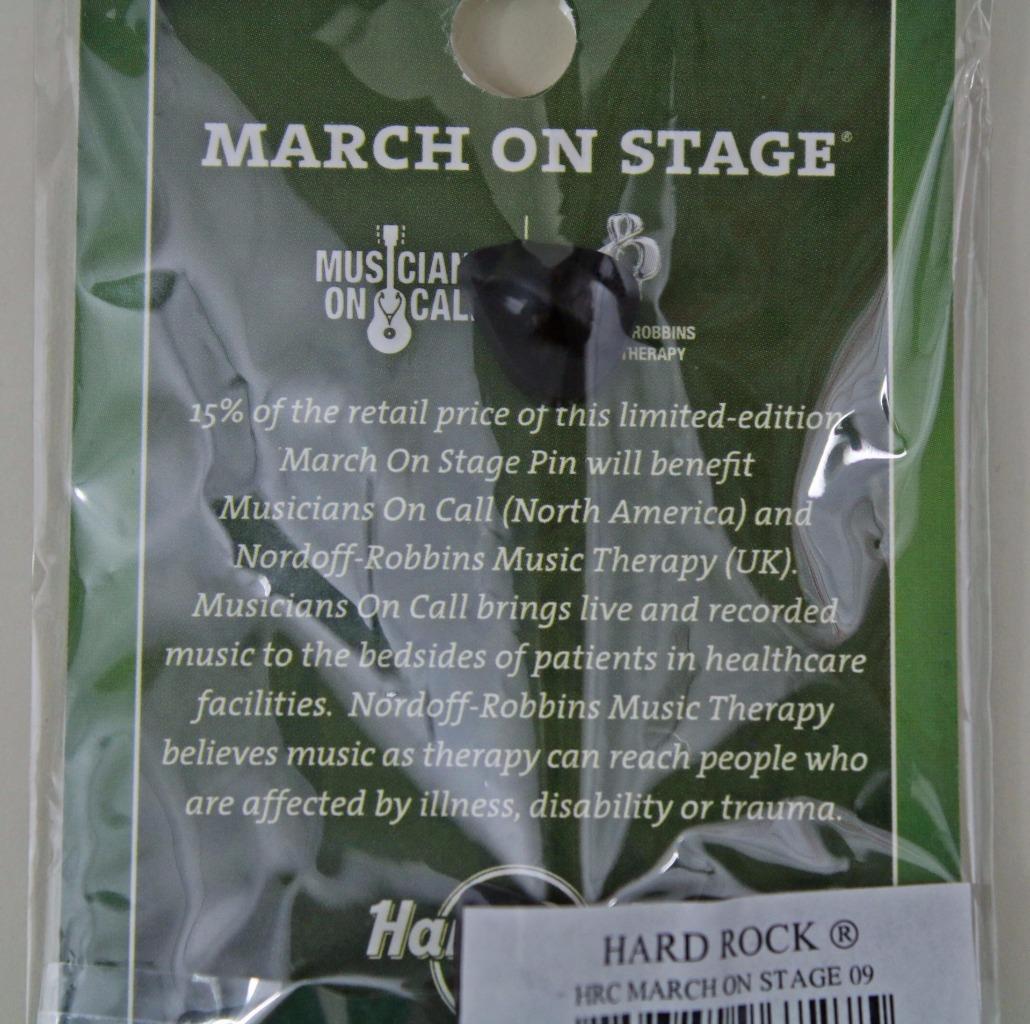 MARCH ON STAGE®
MUSICIAN
ON CAL
ROBBINS
THERAPY
15% of the retail price of this limited-edition
March On Stage Pin will benefit
Musicians On Call (North America) and
Nordoff-Robbins Music Therapy (UK).
Musicians On Call brings live and recorded
music to the bedsides of patients in healthcare
facilities. Nordoff-Robbins Music Therapy
believes music as therapy can reach people who
are affected by illness, disability or trauma.
Ha
HARD ROCK ®
HRC MARCH ON STAGE 09